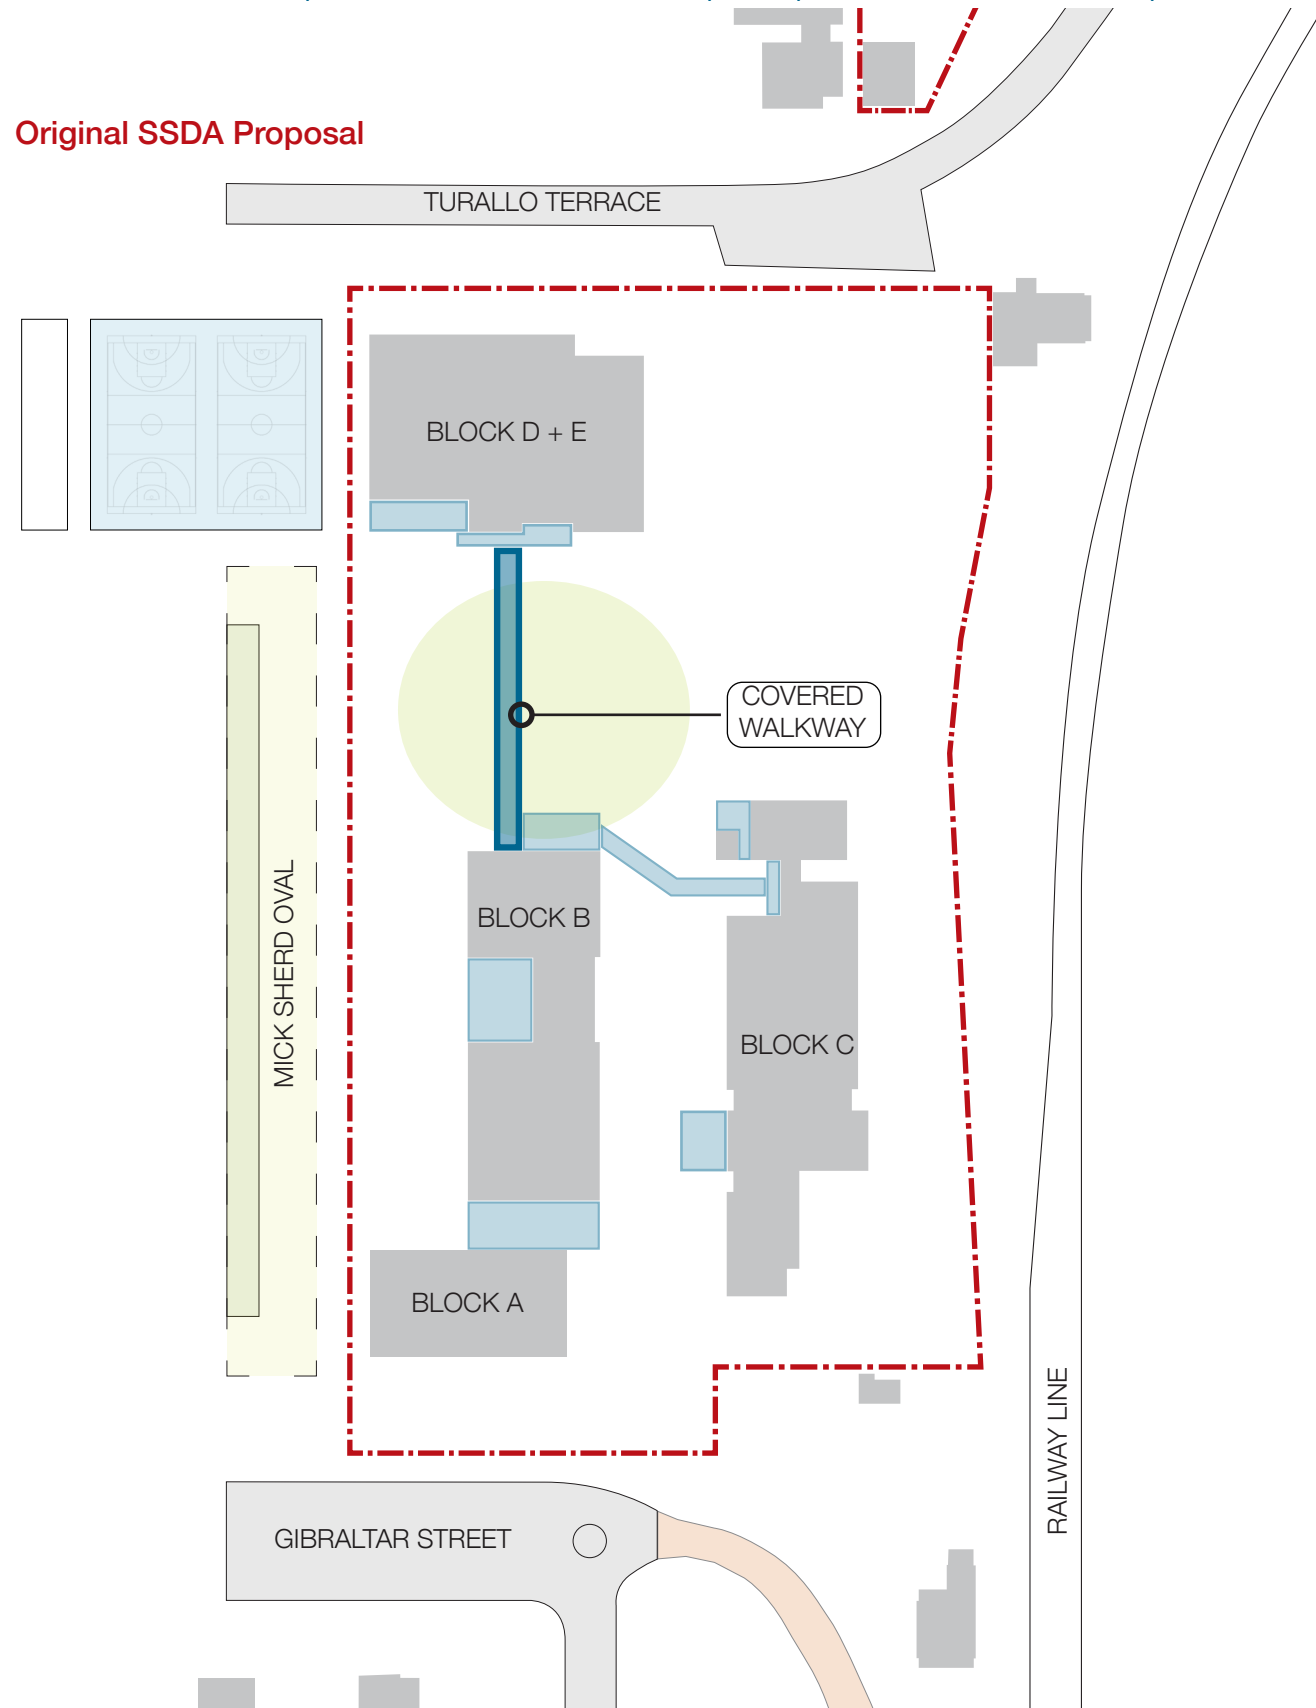 Original SSDA Proposal
TURALLO TERRACE
BLOCK D + E
COVERED
WALKWAY
BLOCK B
MICK SHERD OVAL
BLOCK C
BLOCK A
RAILWAY LINE
GIBRALTAR STREET